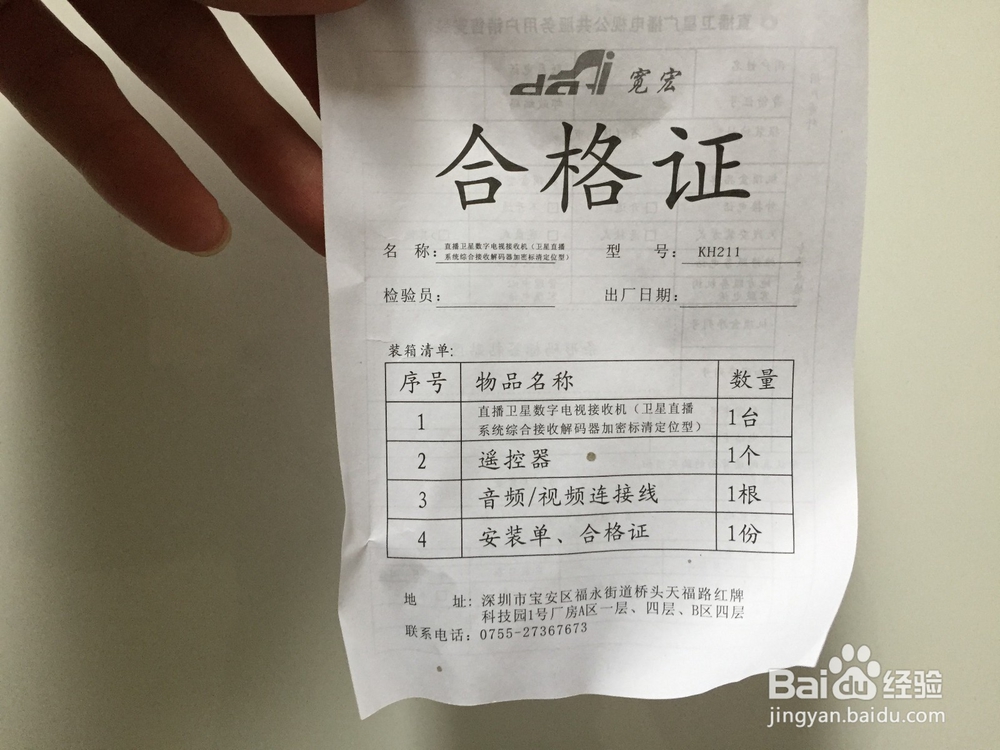 宽宏
合格证
名 称：直播卫星数字电视接收机（卫星直播
系统综合接收解码器加密标清定位型）
型 号：KH211
检验员：
出厂日期：
装箱清单：
序号 物品名称 数量
1 直播卫星数字电视接收机（卫星直播
系统综合接收解码器加密标清定位型） 1台
2 遥控器 1个
3 音频/视频连接线 1根
4 安装单、合格证 1份
地 址：深圳市宝安区福永街道桥头天福路红牌
科技园1号厂房A区一层、四层、B区四层
联系电话：0755-27367673
Baidu经验
jingyan.baidu.com